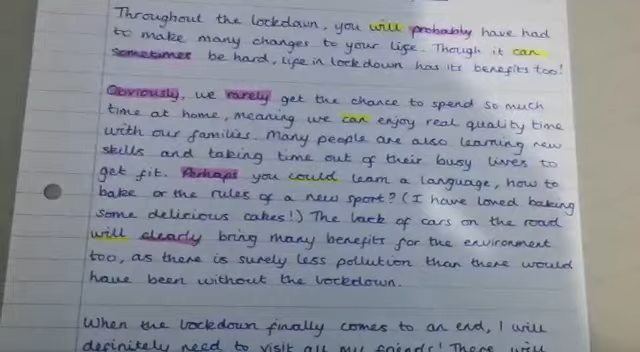 Throughout the lockdown, you will probably have had
to make many changes to your life. Though it can
sometimes be hard, life in lockdown has its benefits too!
Obviously, we rarely get the chance to spend so much
time at home, meaning we can enjoy real quality time
with our families. Many people are also learning new
skills and taking time out of their busy lives to
get fit. Perhaps you could learn a language, how to
bake or the rules of a new sport? (I have loved baking
some delicious cakes!) The lack of cars on the road
will clearly bring many benefits for the environment
too, as there is surely less pollution than there would
have been without the lockdown.
When the lockdown finally comes to an end, I will
definitely need to visit all my friends! There will